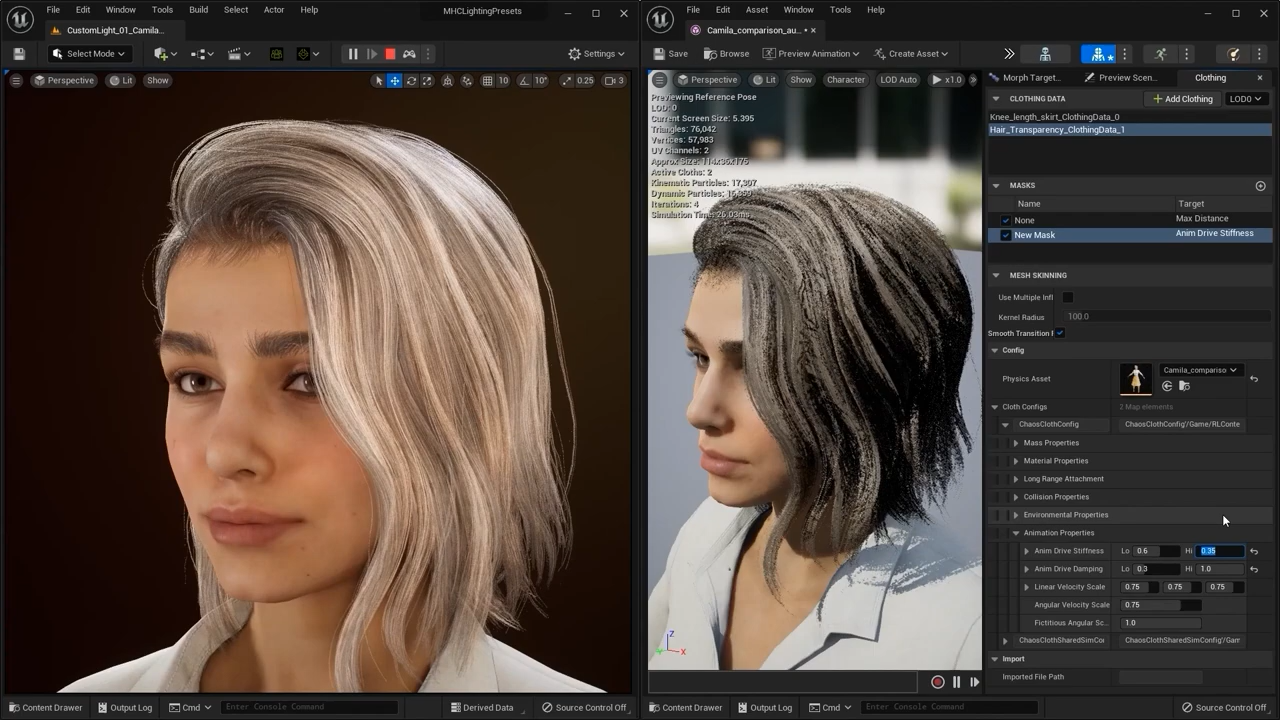 File Edit Window Tools Build Select Actor Help MHCLightingPresets
CustomLight_01_Camila...
Select Mode
Settings
Perspective Lit Show 10 10° 0.25 3
Content Drawer Output Log Cmd Enter Console Command Derived Data Source Control Off
File Edit Asset Window Tools Help
Camila_comparison_au... •
Save Browse Preview Animation Create Asset
Perspective Lit Show Character LOD Auto x1.0
Previewing Reference Pose
LOD: 0
Current Screen Size: 5.395
Triangles: 76,042
Vertices: 57,983
UV Channels: 2
Approx Size: 114x36x175
Active Cloths: 2
Kinematic Particles: 17,307
Dynamic Particles:
Iterations: 4
Simulation Time: 26.03ms
Z
X
Morph Target... Preview Scen... Clothing
CLOTHING DATA Add Clothing LOD0
Knee_length_skirt_ClothingData_0
Hair_Transparency_ClothingData_1
MASKS
Name Target
None Max Distance
New Mask Anim Drive Stiffness
MESH SKINNING
Use Multiple Infl
Kernel Radius 100.0
Smooth Transition I
Config
Physics Asset Camila_compariso
Cloth Configs 2 Map elements
ChaosClothConfig ChaosClothConfig'/Game/RLConte
Mass Properties
Material Properties
Long Range Attachment
Collision Properties
Environmental Properties
Animation Properties
Anim Drive Stiffness Lo 0.6 Hi 0.35
Anim Drive Damping Lo 0.3 Hi 1.0
Linear Velocity Scale 0.75 0.75 0.75
Angular Velocity Scale 0.75
Fictitious Angular Sc... 1.0
ChaosClothSharedSimCor ChaosClothSharedSimConfig'/Gam
Import
Imported File Path
Content Drawer Output Log Cmd Enter Console Command Source Control Off